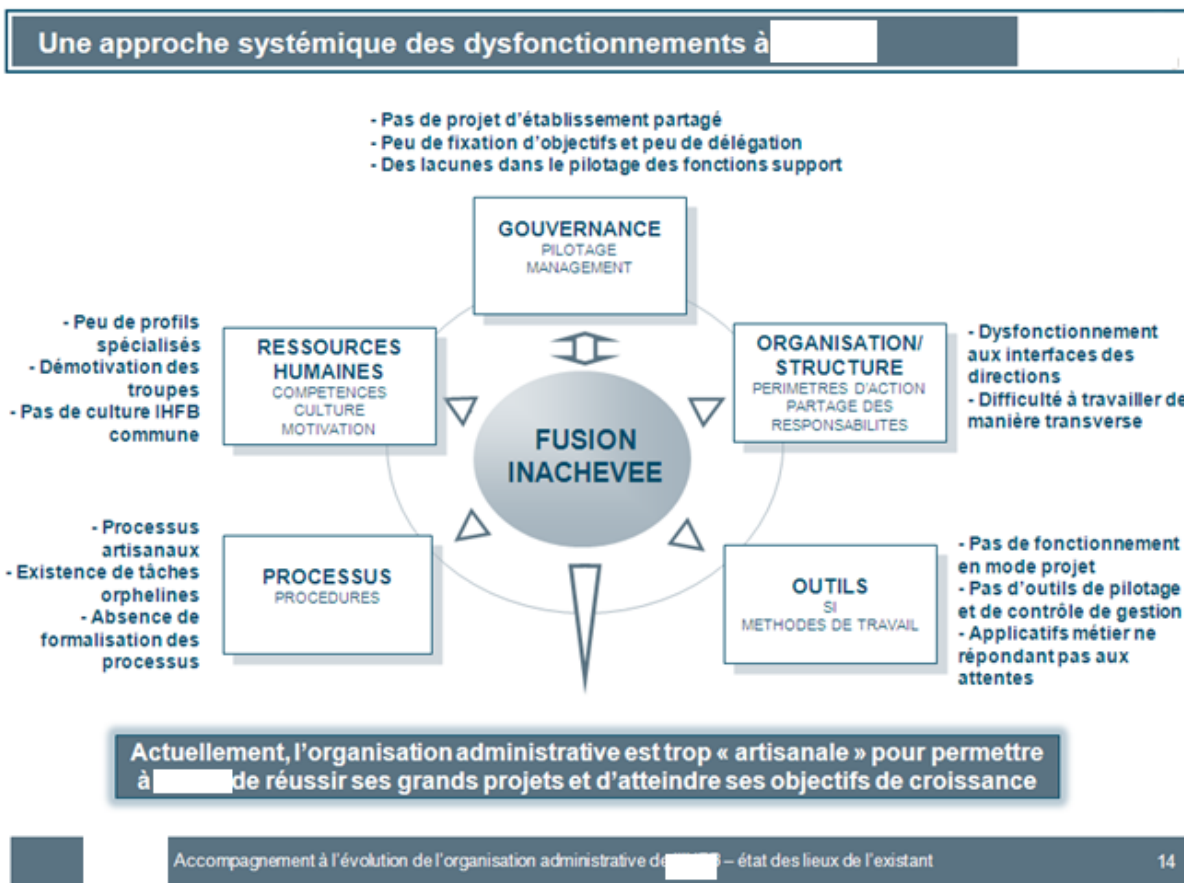 Une approche systémique des dysfonctionnements à
- Pas de projet d'établissement partagé
- Peu de fixation d'objectifs et peu de délégation
- Des lacunes dans le pilotage des fonctions support
GOUVERNANCE
PILOTAGE
MANAGEMENT
- Peu de profils
spécialisés
- Démotivation des
troupes
- Pas de culture IHFB
commune
RESSOURCES
HUMAINES
COMPETENCES
CULTURE
MOTIVATION
ORGANISATION/
STRUCTURE
PERIMETRES D'ACTION
PARTAGE DES
RESPONSABILITES
- Dysfonctionnement
aux interfaces des
directions
- Difficulté à travailler de
manière transverse
FUSION
INACHEVEE
- Processus
artisanaux
- Existence de tâches
orphelines
- Absence de
formalisation des
processus
PROCESSUS
PROCEDURES
OUTILS
SI
METHODES DE TRAVAIL
- Pas de fonctionnement
en mode projet
- Pas d'outils de pilotage
et de contrôle de gestion
- Applicatifs métier ne
répondant pas aux
attentes
Actuellement, l'organisation administrative est trop « artisanale » pour permettre
à de réussir ses grands projets et d'atteindre ses objectifs de croissance
Accompagnement à l'évolution de l'organisation administrative de – état des lieux de l'existant
14